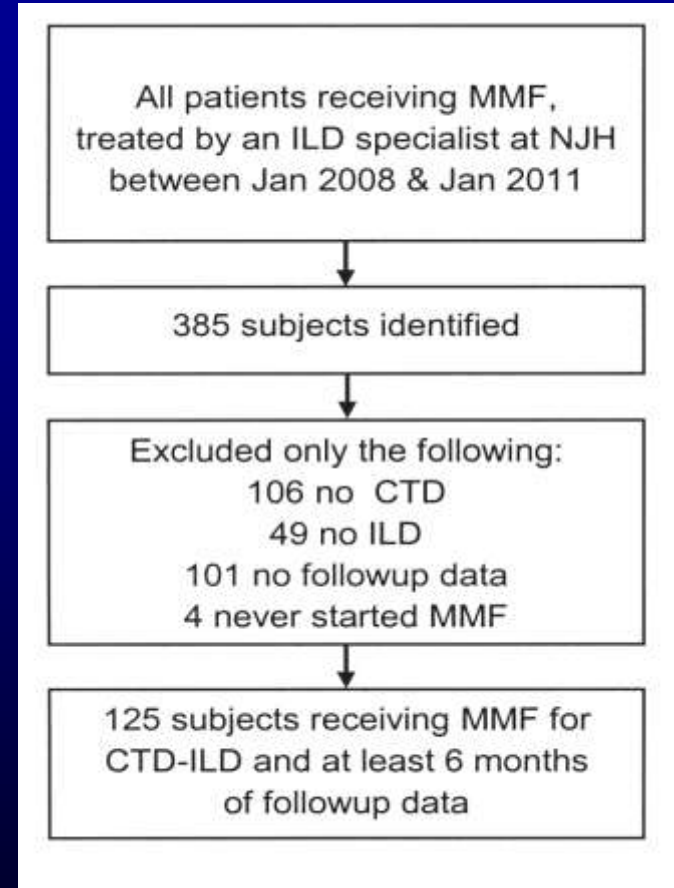 All patients receiving MMF,
treated by an ILD specialist at NJH
between Jan 2008 & Jan 2011
385 subjects identified
Excluded only the following:
106 no CTD
49 no ILD
101 no followup data
4 never started MMF
125 subjects receiving MMF for
CTD-ILD and at least 6 months
of followup data